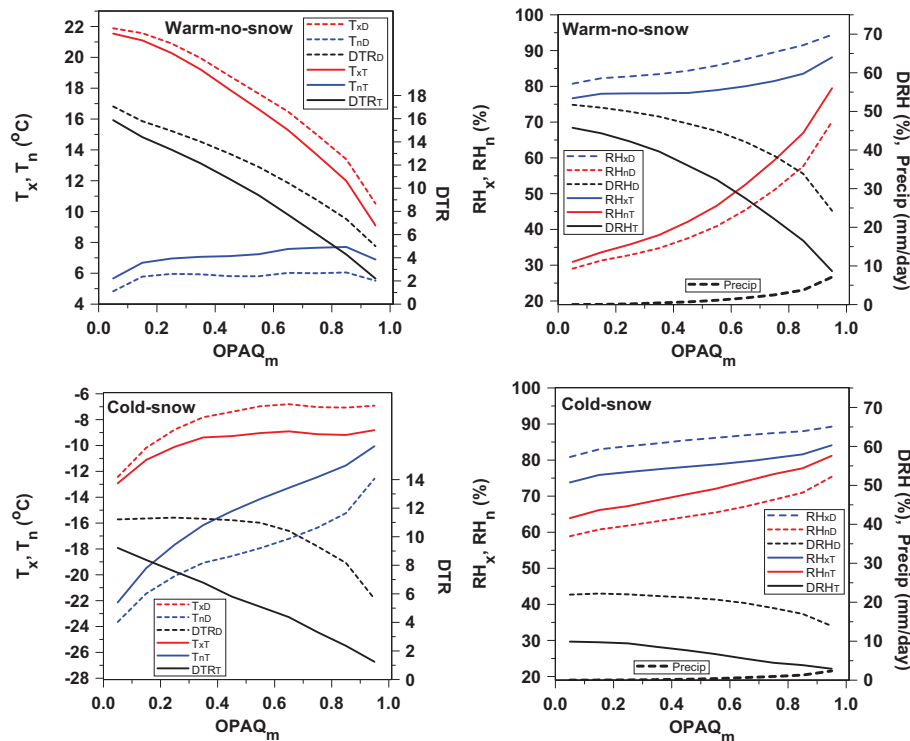 Warm-no-snow
TxD
TnD
DTRD
TxT
TnT
DTRT
22
20
18
16
14
12
10
8
6
4
Tx, Tn (oC)
18
16
14
12
10
8
6
4
2
0
DTR
0.0 0.2 0.4 0.6 0.8 1.0
OPAQm
Warm-no-snow
RHxD
RHnD
DRHD
RHxT
RHnT
DRHT
Precip
100
90
80
70
60
50
40
30
20
RHx, RHn (%)
70
60
50
40
30
20
10
0
DRH (%), Precip (mm/day)
0.0 0.2 0.4 0.6 0.8 1.0
OPAQm
Cold-snow
TxD
TnD
DTRD
TxT
TnT
DTRT
-6
-8
-10
-12
-14
-16
-18
-20
-22
-24
-26
-28
Tx, Tn (oC)
14
12
10
8
6
4
2
0
DTR
0.0 0.2 0.4 0.6 0.8 1.0
OPAQm
Cold-snow
RHxD
RHnD
DRHD
RHxT
RHnT
DRHT
Precip
100
90
80
70
60
50
40
30
20
RHx, RHn (%)
70
60
50
40
30
20
10
0
DRH (%), Precip (mm/day)
0.0 0.2 0.4 0.6 0.8 1.0
OPAQm